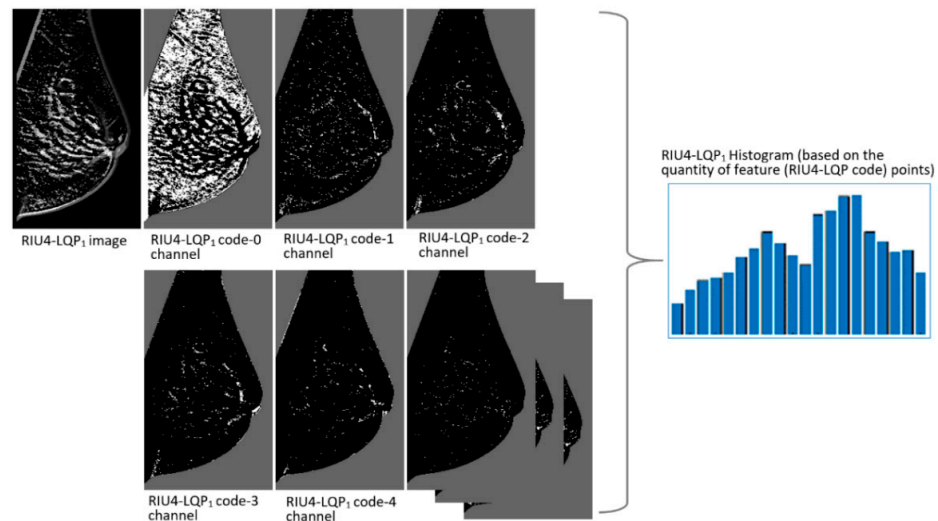 RIU4-LQP₁ image
RIU4-LQP₁ code-0
channel
RIU4-LQP₁ code-1
channel
RIU4-LQP₁ code-2
channel
RIU4-LQP₁ code-3
channel
RIU4-LQP₁ code-4
channel
RIU4-LQP₁ Histogram (based on the
quantity of feature (RIU4-LQP code) points)